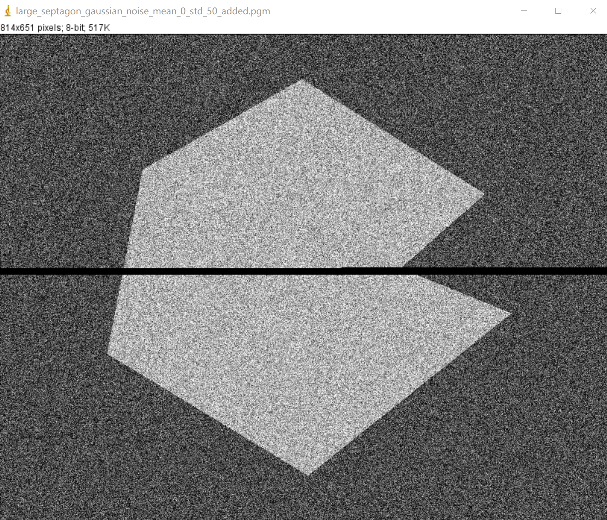 large_septagon_gaussian_noise_mean_0_std_50_added.pgm
814x651 pixels; 8-bit; 517K